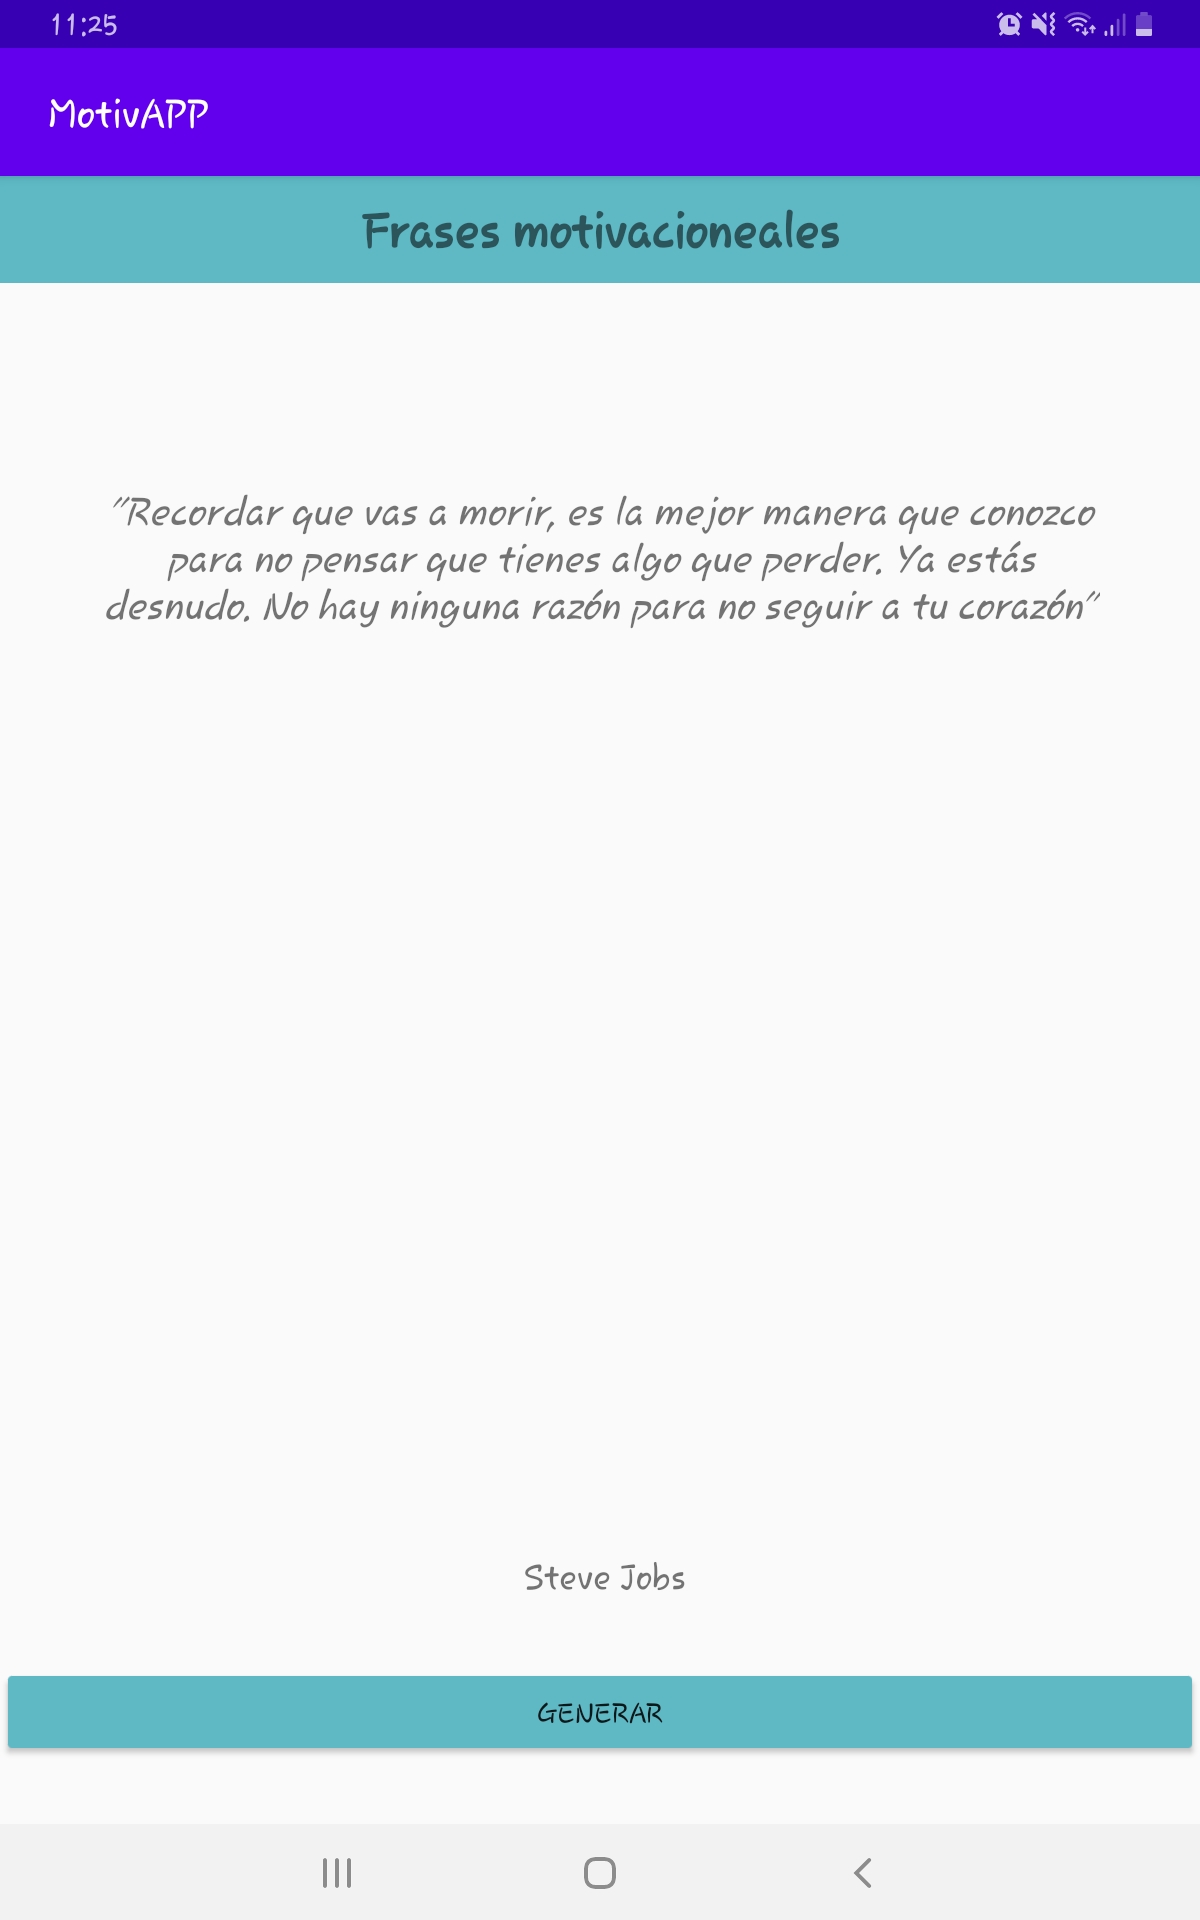 11:25
MotivAPP
Frases motivacioneales
"Recordar que vas a morir, es la mejor manera que conozco
para no pensar que tienes algo que perder. Ya estás
desnudo. No hay ninguna razón para no seguir a tu corazón"
Steve Jobs
GENERAR